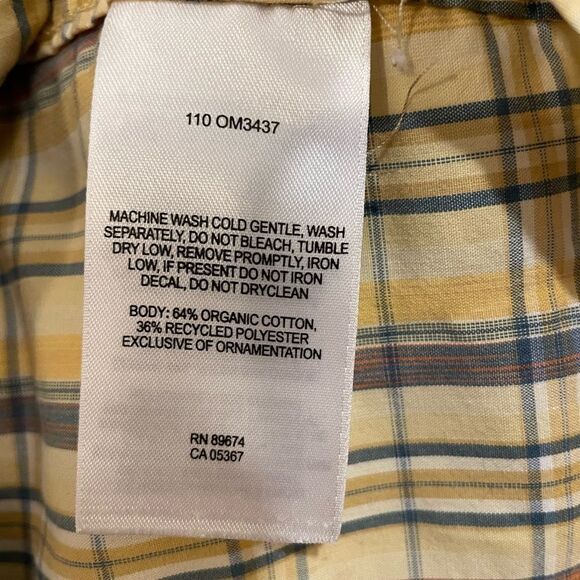 110 OM3437
MACHINE WASH COLD GENTLE, WASH
SEPARATELY, DO NOT BLEACH, TUMBLE
DRY LOW, REMOVE PROMPTLY, IRON
LOW, IF PRESENT DO NOT IRON
DECAL, DO NOT DRYCLEAN
BODY: 64% ORGANIC COTTON,
36% RECYCLED POLYESTER
EXCLUSIVE OF ORNAMENTATION
RN 89674
CA 05367